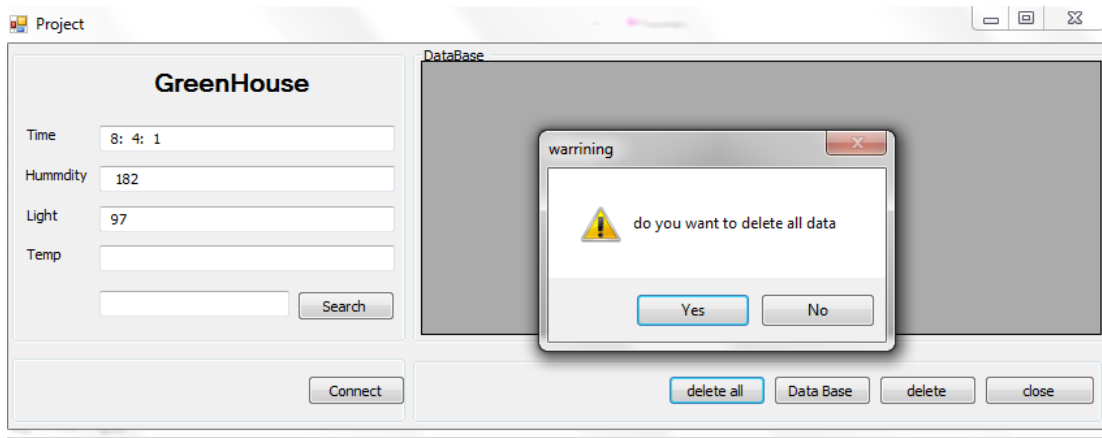 Project
GreenHouse
Time
8: 4: 1
Hummdity
182
Light
97
Temp
Search
Connect
DataBase
warrining
do you want to delete all data
Yes
No
delete all
Data Base
delete
close